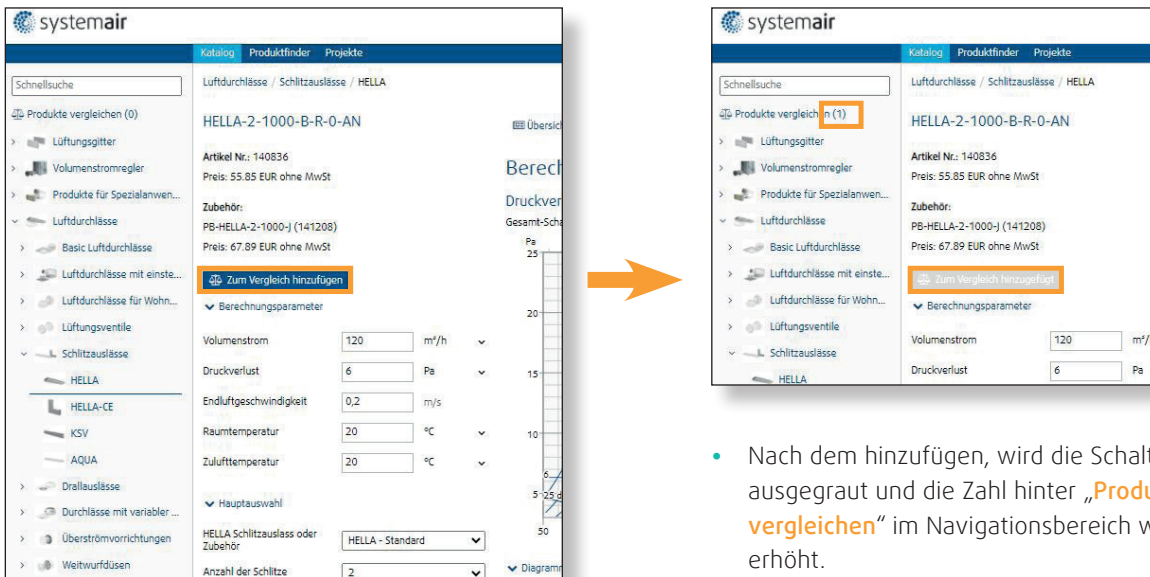 systemair
Katalog Produktfinder Projekte
Schnellsuche
Produkte vergleichen (0)
Lüftungsgitter
Volumenstromregler
Produkte für Spezialanwen...
Luftdurchlässe
Basic Luftdurchlässe
Luftdurchlässe mit einste...
Luftdurchlässe für Wohn...
Lüftungsventile
Schlitzauslässe
HELLA
HELLA-CE
KSV
AQUA
Drallauslässe
Durchlässe mit variabler ...
Überströmvorrichtungen
Weitwurfdüsen
Luftdurchlässe / Schlitzauslässe / HELLA
HELLA-2-1000-B-R-0-AN
Artikel Nr.: 140836
Preis: 55.85 EUR ohne MwSt
Zubehör:
PB-HELLA-2-1000-J (141208)
Preis: 67.89 EUR ohne MwSt
Zum Vergleich hinzufügen
Berechnungsparameter
Volumenstrom 120 m³/h
Druckverlust 6 Pa
Endluftgeschwindigkeit 0,2 m/s
Raumtemperatur 20 °C
Zulufttemperatur 20 °C
Hauptauswahl
HELLA Schlitzauslass oder
Zubehör HELLA - Standard
Anzahl der Schlitze 2
Übersic
Berec
Druckver
Gesamt-Scha
Pa
25
20
15
10
6
5 25 d
50
Diagram
systemair
Katalog Produktfinder Projekte
Schnellsuche
Produkte vergleichen (1)
Lüftungsgitter
Volumenstromregler
Produkte für Spezialanwen...
Luftdurchlässe
Basic Luftdurchlässe
Luftdurchlässe mit einste...
Luftdurchlässe für Wohn...
Lüftungsventile
Schlitzauslässe
HELLA
Luftdurchlässe / Schlitzauslässe / HELLA
HELLA-2-1000-B-R-0-AN
Artikel Nr.: 140836
Preis: 55.85 EUR ohne MwSt
Zubehör:
PB-HELLA-2-1000-J (141208)
Preis: 67.89 EUR ohne MwSt
Zum Vergleich hinzugefügt
Berechnungsparameter
Volumenstrom 120 m³/
Druckverlust 6 Pa
• Nach dem hinzufügen, wird die Schalt
ausgegraut und die Zahl hinter „Produ
vergleichen“ im Navigationsbereich w
erhöht.